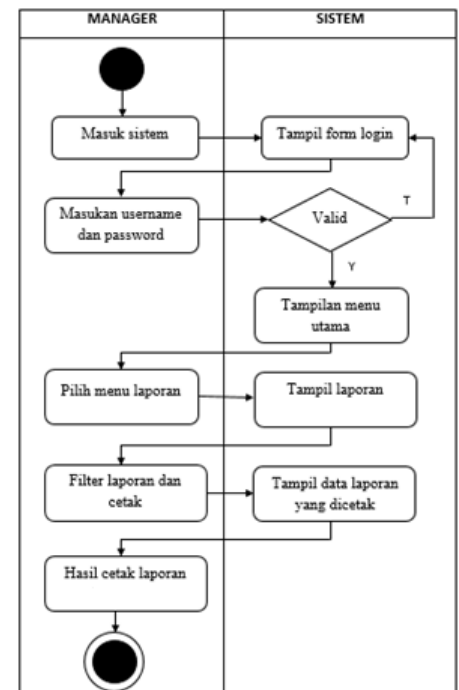 MANAGER
SISTEM
Masuk sistem
Tampil form login
Masukan username
dan password
Valid
T
Y
Tampilan menu
utama
Pilih menu laporan
Tampil laporan
Filter laporan dan
cetak
Tampil data laporan
yang dicetak
Hasil cetak laporan